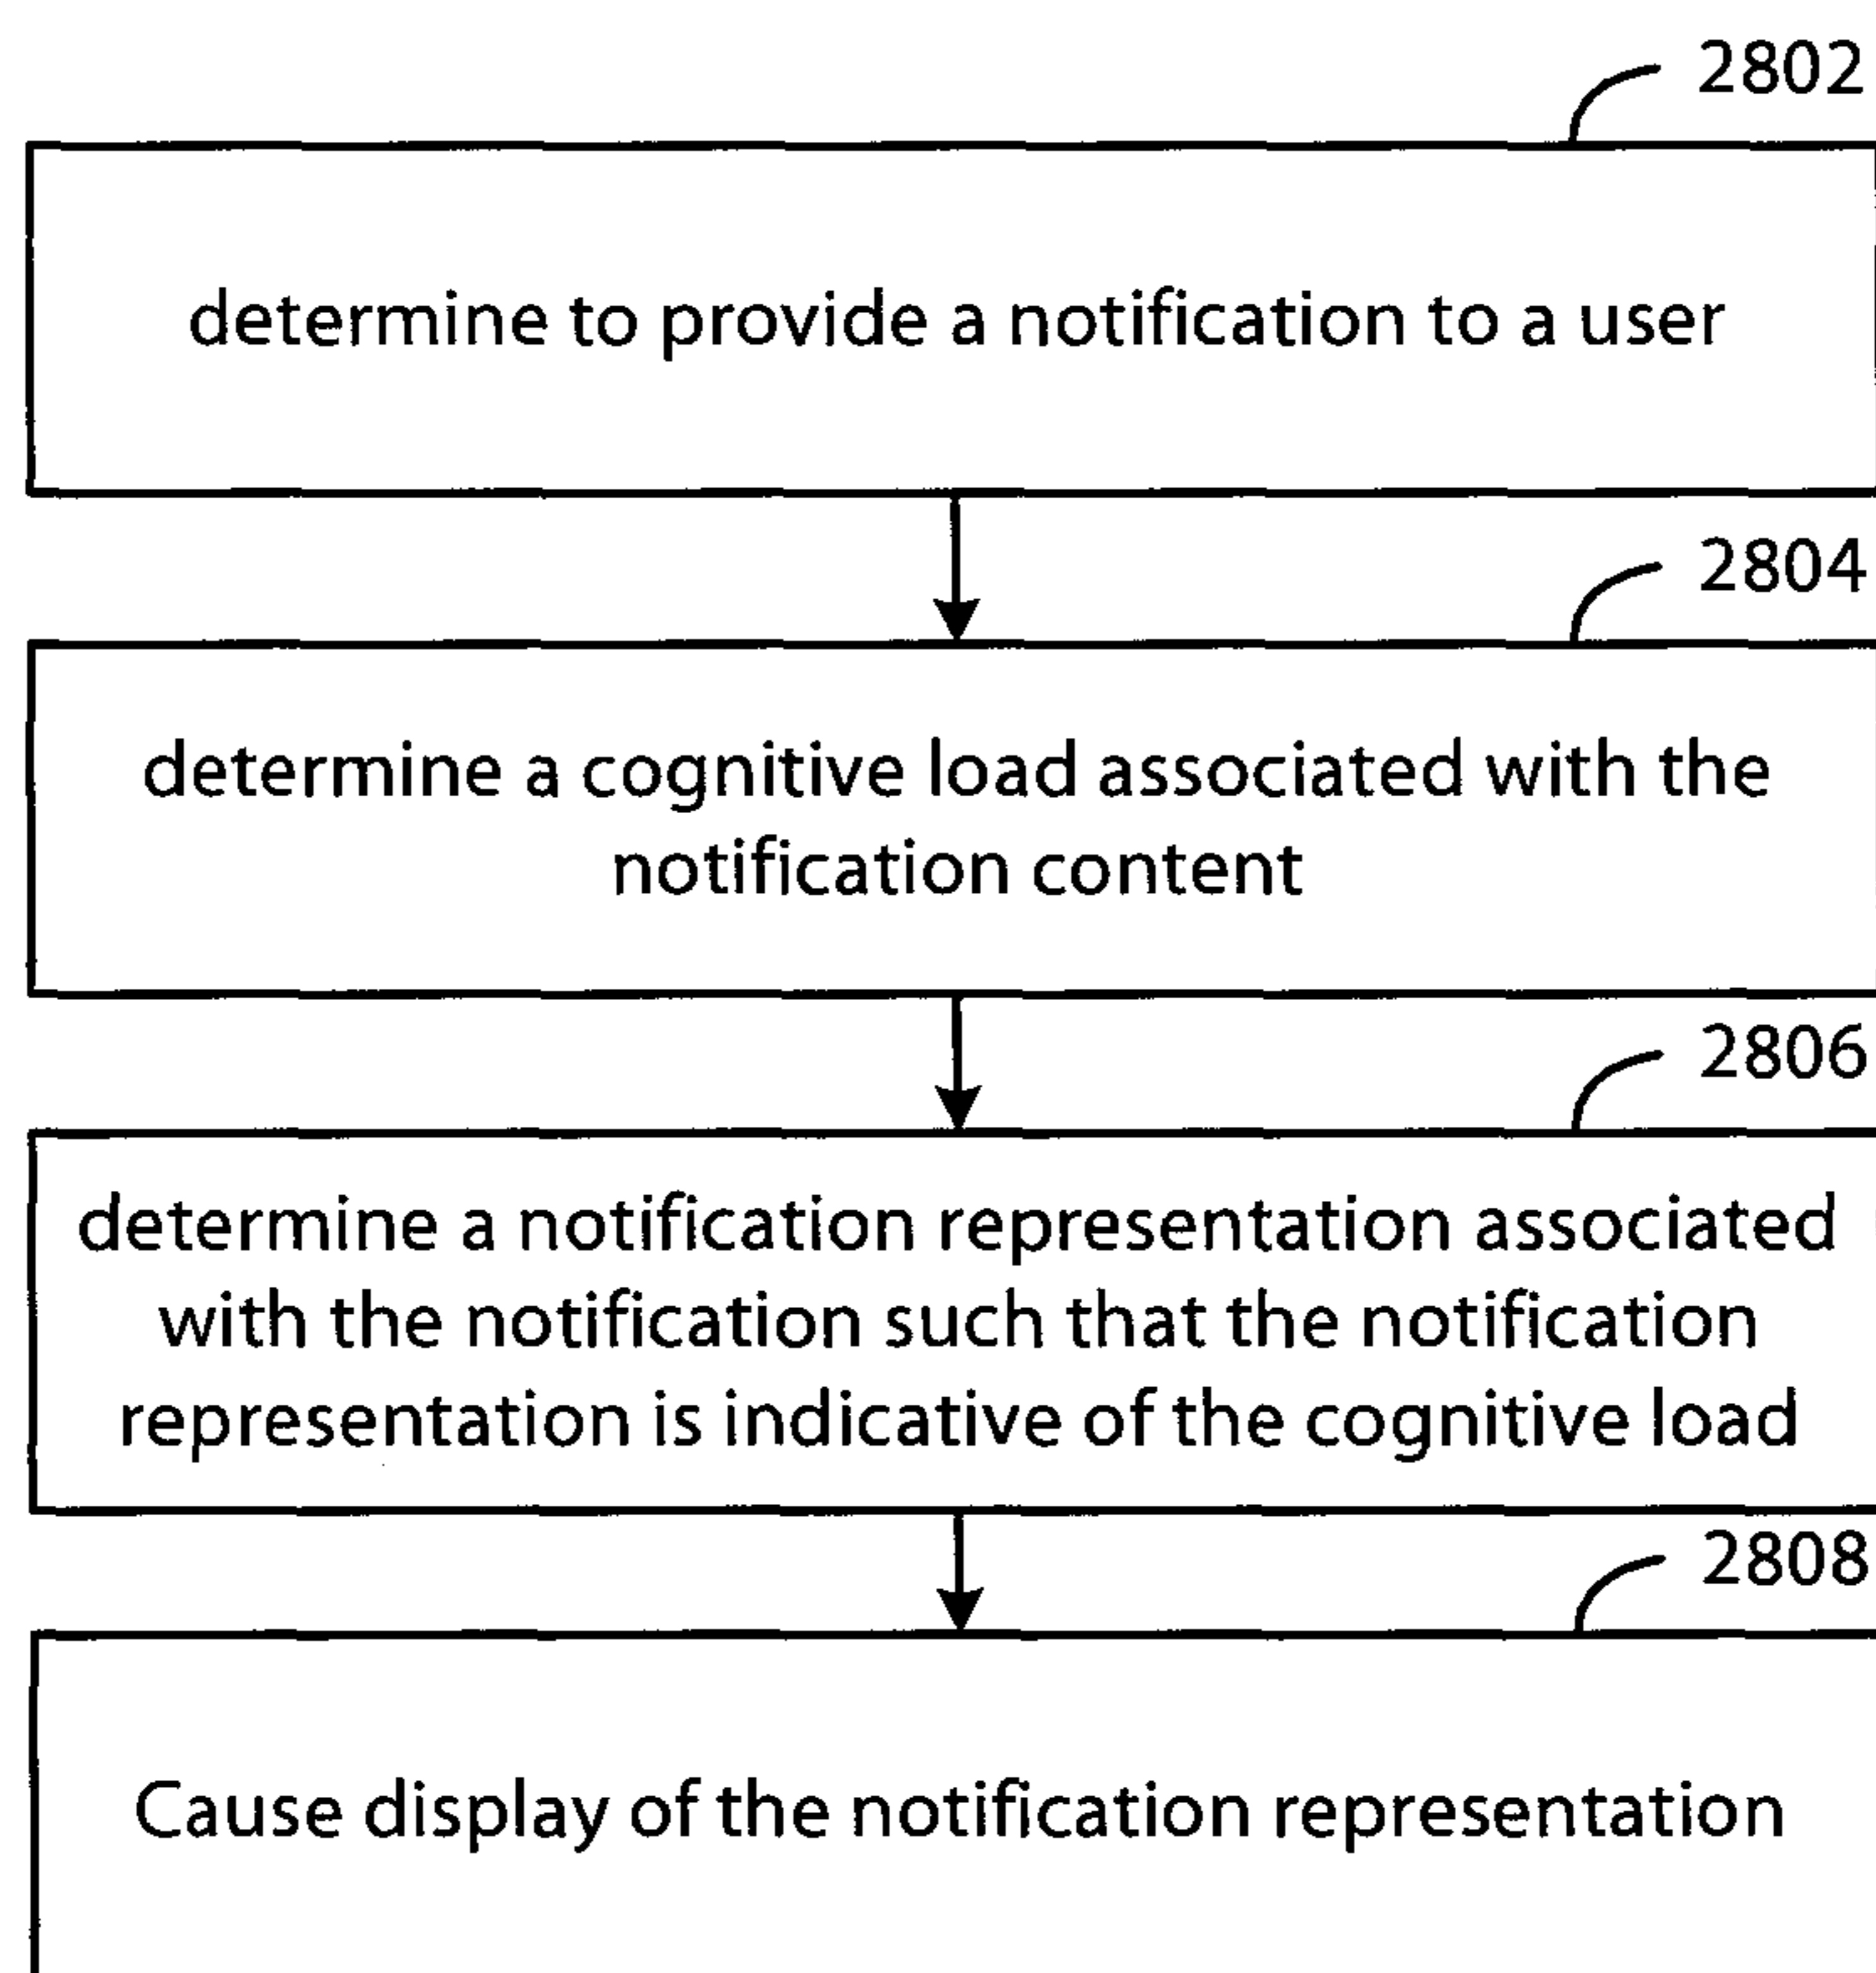 2802
determine to provide a notification to a user
2804
determine a cognitive load associated with the
notification content
2806
determine a notification representation associated
with the notification such that the notification
representation is indicative of the cognitive load
2808
Cause display of the notification representation